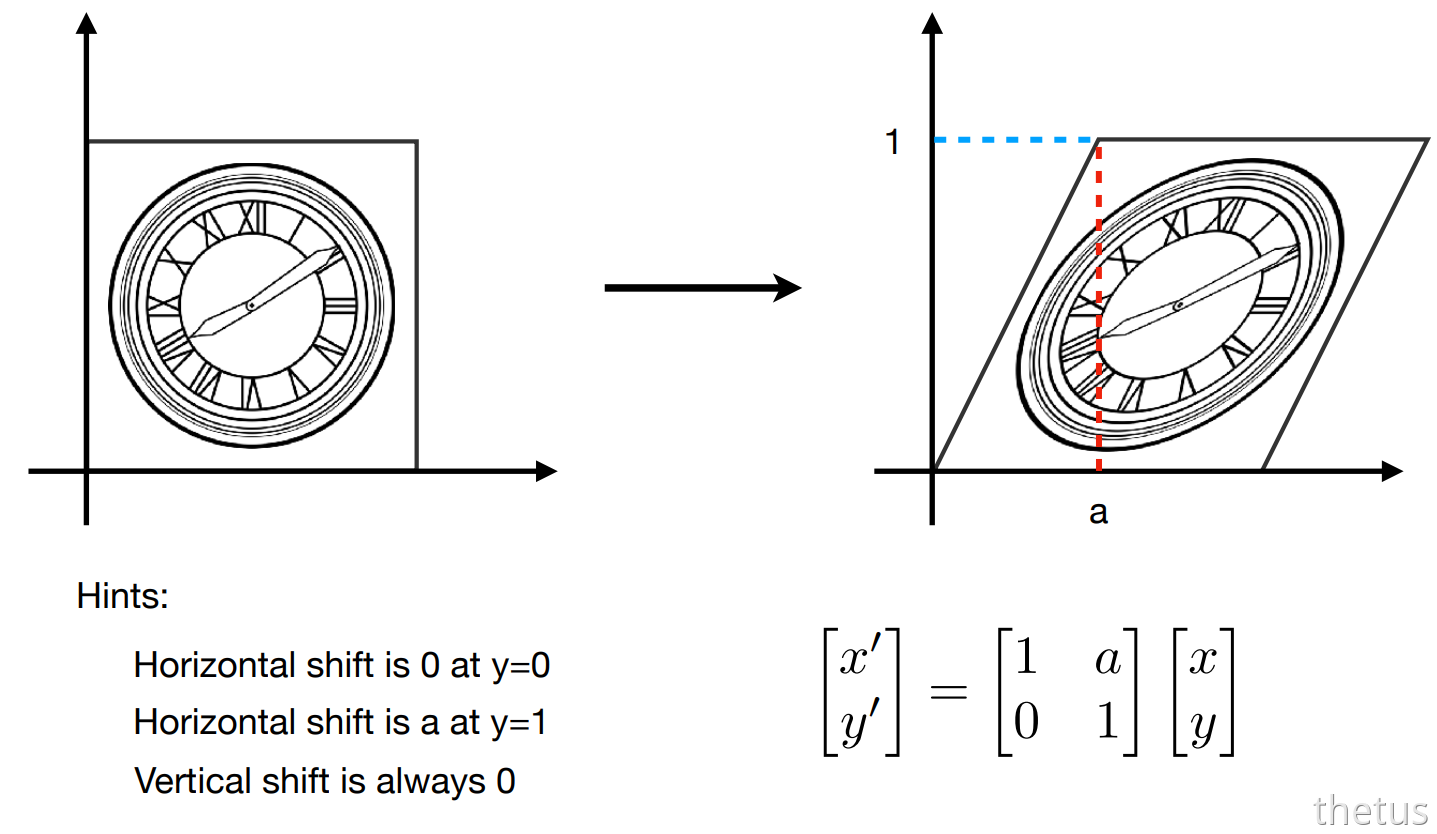 1
a
Hints:
Horizontal shift is 0 at y=0
Horizontal shift is a at y=1
Vertical shift is always 0
[x′ y′] = [1 a 0 1] [x y]
thetus